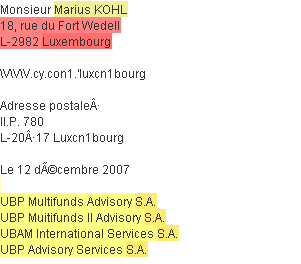 Monsieur Marius KOHL
18, rue du Fort Wedell
L-2982 Luxembourg
\/\/\/V.cy.con1.'luxcn1bourg
Adresse postaleÂ·
II.P. 780
L-20Â·17 Luxcn1bourg
Le 12 dÃ©cembre 2007
UBP Multifunds Advisory S.A.
UBP Muitifunds II Advisory S.A.
UBAM International Services S.A.
UBP Advisory Services S.A.